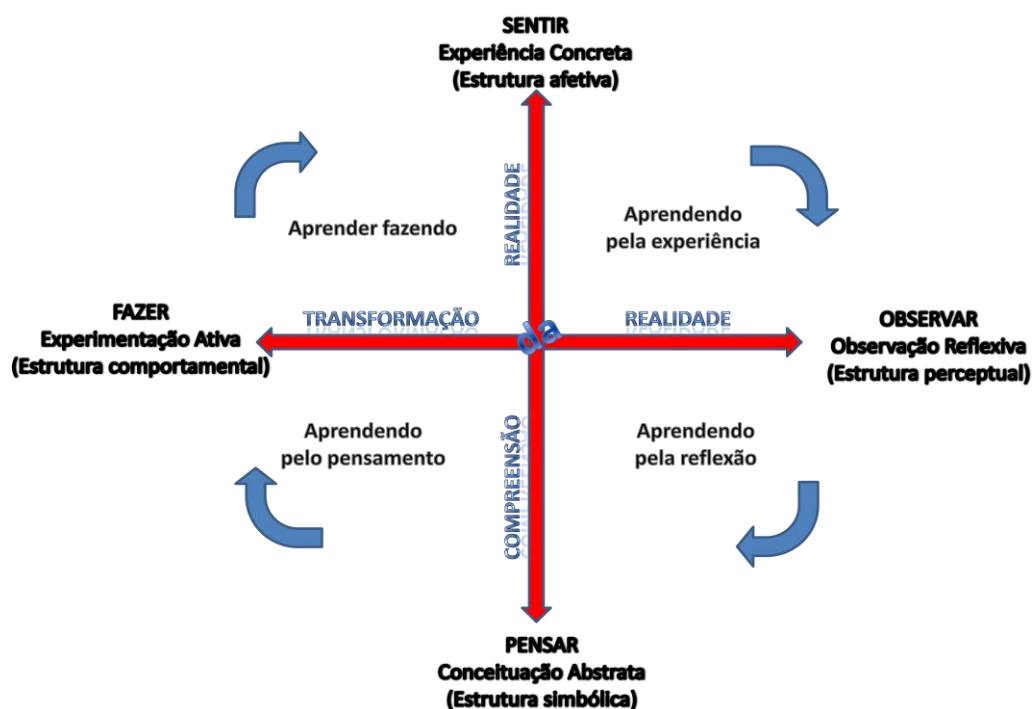 SENTIR
Experiência Concreta
(Estrutura afetiva)
REALIDADE
Aprender fazendo
Aprendendo
pela experiência
FAZER
Experimentação Ativa
(Estrutura comportamental)
TRANSFORMAÇÃO
da
REALIDADE
OBSERVAR
Observação Reflexiva
(Estrutura perceptual)
Aprendendo
pelo pensamento
COMPREENSÃO
Aprendendo
pela reflexão
PENSAR
Conceituação Abstrata
(Estrutura simbólica)